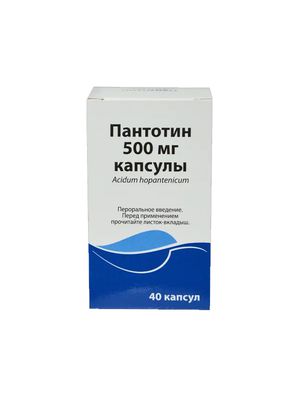 Пантотин
500 мг
капсулы
Acidum hopantenicum
Пероральное введение.
Перед применением
прочитайте листок-вкладыш.
40 капсул